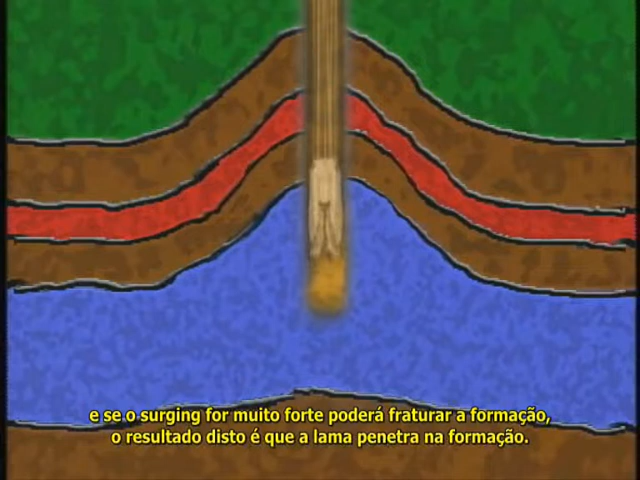 e se o surging for muito forte poderá fraturar a formação,
o resultado disto é que a lama penetra na formação.